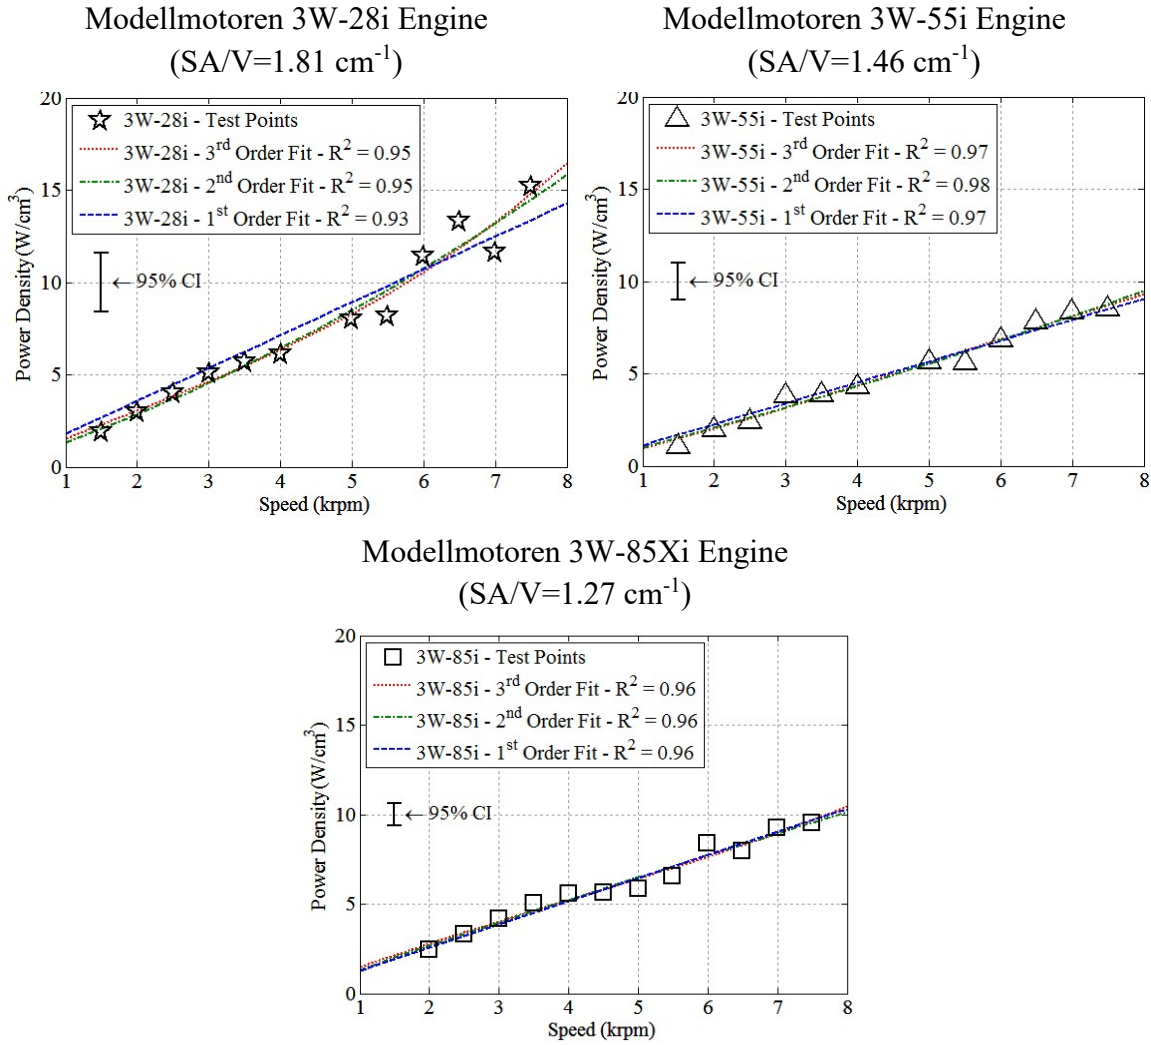 Modellmotoren 3W-28i Engine
(SA/V=1.81 cm⁻¹)
20
15
10
5
0
Power Density (W/cm³)
3W-28i - Test Points
3W-28i - 3rd Order Fit - R² = 0.95
3W-28i - 2nd Order Fit - R² = 0.95
3W-28i - 1st Order Fit - R² = 0.93
← 95% CI
1 2 3 4 5 6 7 8
Speed (krpm)
Modellmotoren 3W-55i Engine
(SA/V=1.46 cm⁻¹)
20
15
10
5
0
Power Density (W/cm³)
3W-55i - Test Points
3W-55i - 3rd Order Fit - R² = 0.97
3W-55i - 2nd Order Fit - R² = 0.98
3W-55i - 1st Order Fit - R² = 0.97
← 95% CI
1 2 3 4 5 6 7 8
Speed (krpm)
Modellmotoren 3W-85Xi Engine
(SA/V=1.27 cm⁻¹)
20
15
10
5
0
Power Density (W/cm³)
3W-85i - Test Points
3W-85i - 3rd Order Fit - R² = 0.96
3W-85i - 2nd Order Fit - R² = 0.96
3W-85i - 1st Order Fit - R² = 0.96
← 95% CI
1 2 3 4 5 6 7 8
Speed (krpm)